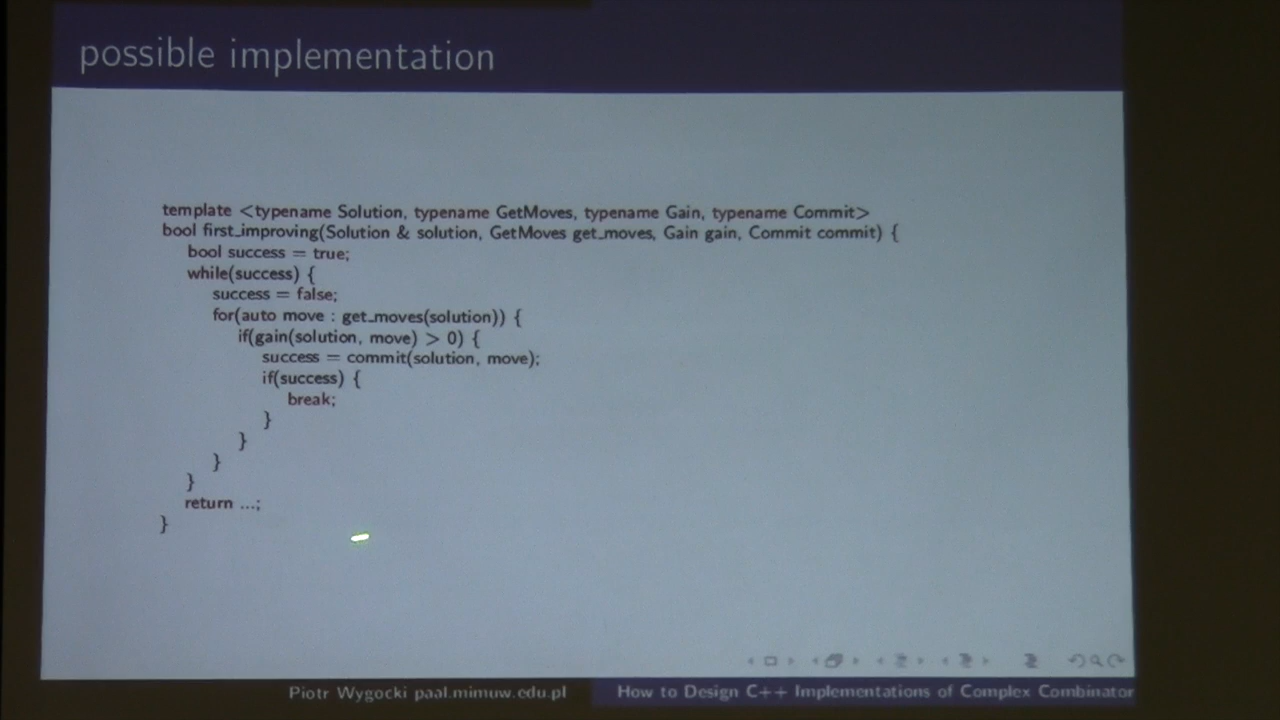 possible implementation
template <typename Solution, typename GetMoves, typename Gain, typename Commit>
bool first_improving(Solution & solution, GetMoves get_moves, Gain gain, Commit commit) {
bool success = true;
while(success) {
success = false;
for(auto move : get_moves(solution)) {
if(gain(solution, move) > 0) {
success = commit(solution, move);
if(success) {
break;
}
}
}
}
return ...;
}
Piotr Wygocki paal.mimuw.edu.pl
How to Design C++ Implementations of Complex Combinator